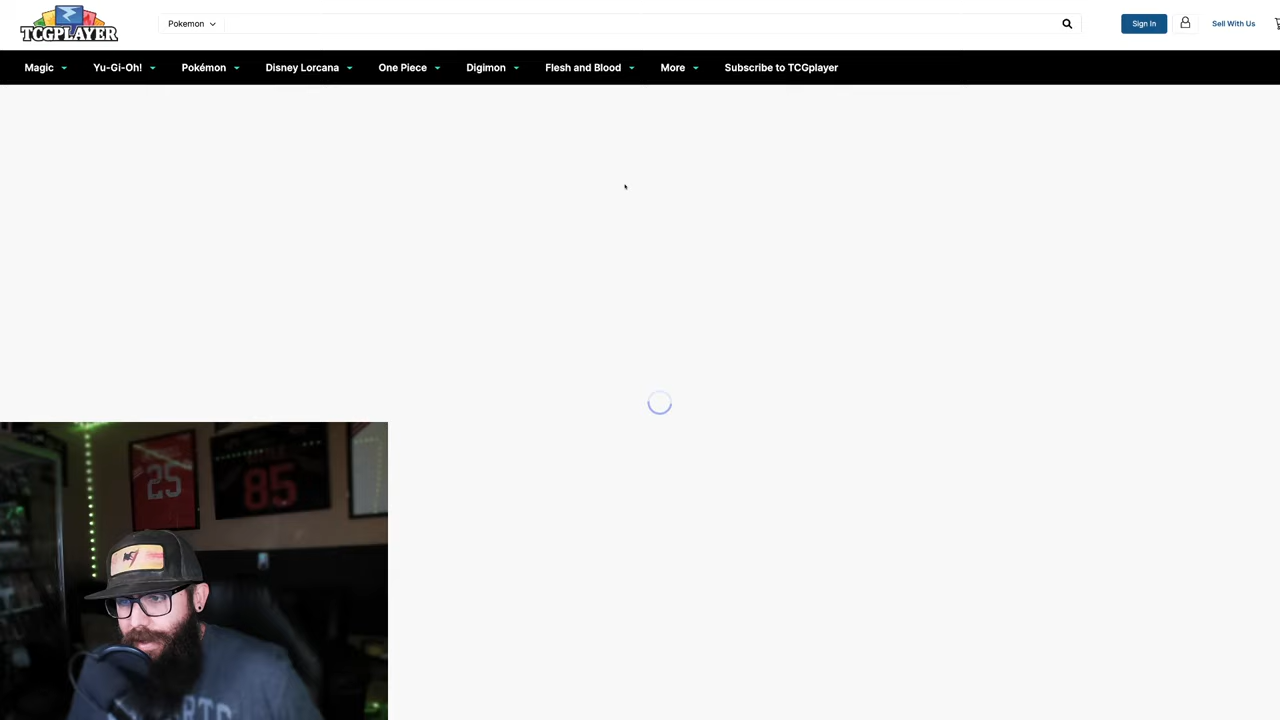 TCGPLAYER
Pokemon
Sign In
Sell With Us
Magic
Yu-Gi-Oh!
Pokémon
Disney Lorcana
One Piece
Digimon
Flesh and Blood
More
Subscribe to TCGplayer
25
85